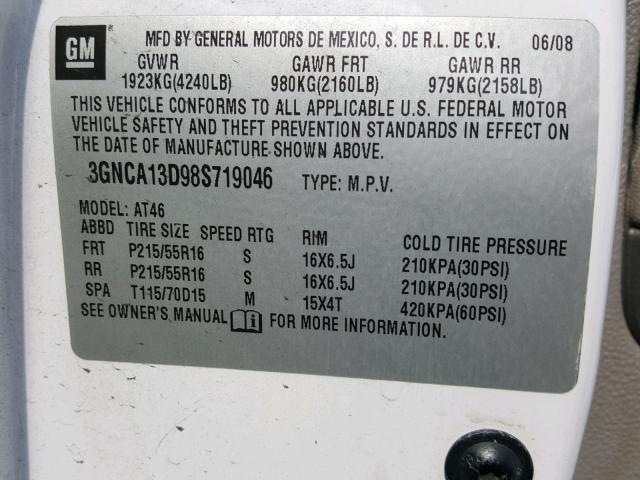 GM
MFD BY GENERAL MOTORS DE MEXICO, S. DE R.L. DE C.V. 06/08
GVWR GAWR FRT GAWR RR
1923KG(4240LB) 980KG(2160LB) 979KG(2158LB)
THIS VEHICLE CONFORMS TO ALL APPLICABLE U.S. FEDERAL MOTOR
VEHICLE SAFETY AND THEFT PREVENTION STANDARDS IN EFFECT ON
THE DATE OF MANUFACTURE SHOWN ABOVE.
3GNCA13D98S719046 TYPE: M.P.V.
MODEL: AT46
ABBD TIRE SIZE SPEED RTG RIM COLD TIRE PRESSURE
FRT P215/55R16 S 16X6.5J 210KPA(30PSI)
RR P215/55R16 S 16X6.5J 210KPA(30PSI)
SPA T115/70D15 M 15X4T 420KPA(60PSI)
SEE OWNER'S MANUAL FOR MORE INFORMATION.